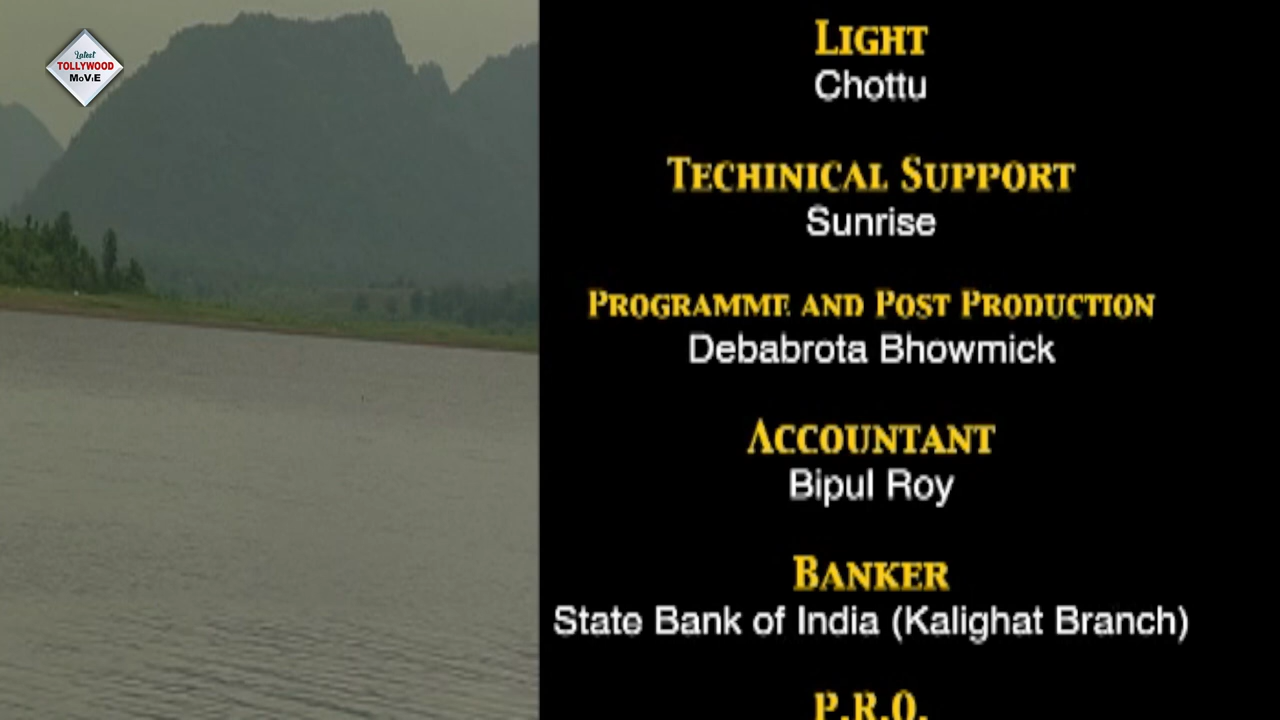 Latest
TOLLYWOOD
MoViE
LIGHT
Chottu
TECHINICAL SUPPORT
Sunrise
PROGRAMME AND POST PRODUCTION
Debabrota Bhowmick
ACCOUNTANT
Bipul Roy
BANKER
State Bank of India (Kalighat Branch)
P.R.O.